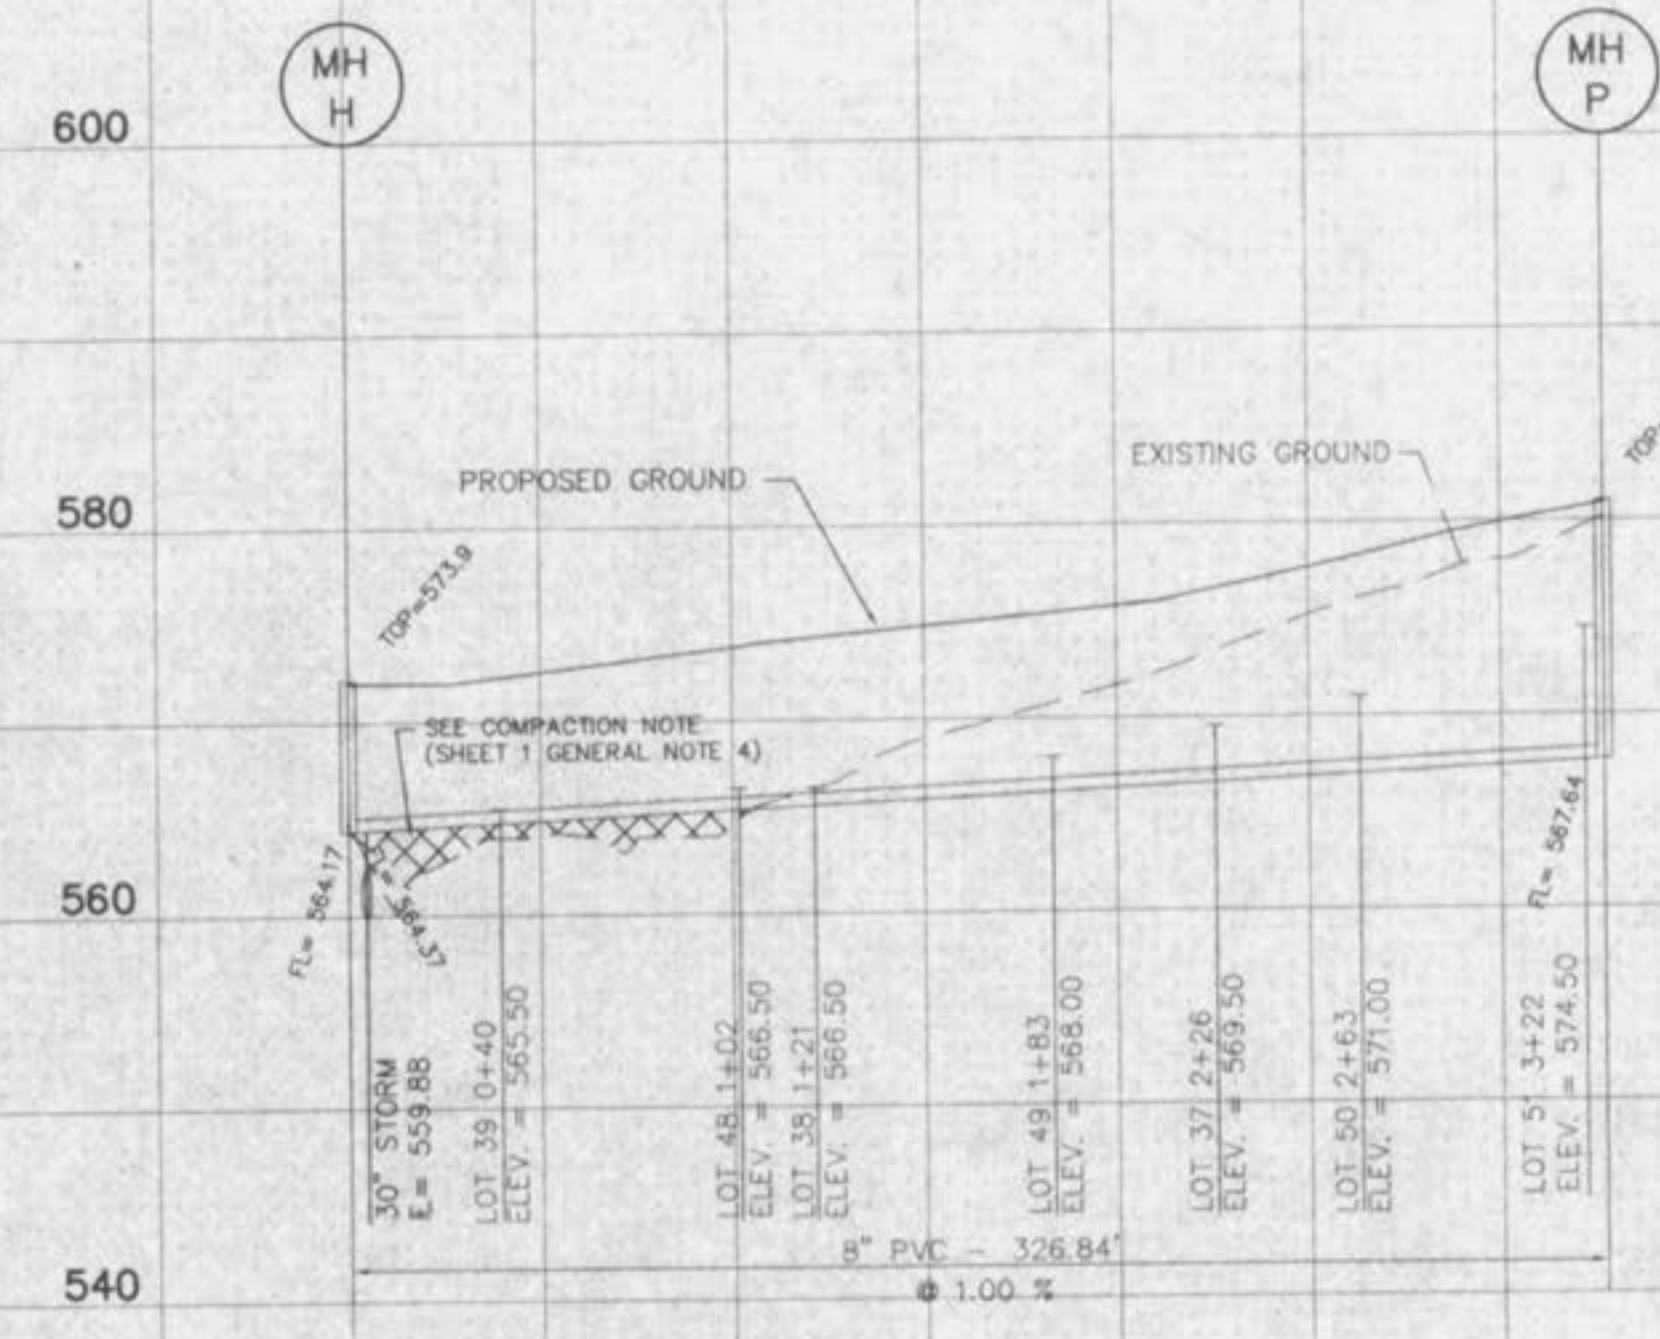 MH
H
MH
P
600
580
560
540
TOP=573.9
PROPOSED GROUND
EXISTING GROUND
TOP
SEE COMPACTION NOTE
(SHEET 1 GENERAL NOTE 4)
FL= 564.17
564.37
FL= 567.64
30" STORM
E= 559.88
LOT 39 0+40
ELEV. = 565.50
LOT 48 1+02
ELEV. = 566.50
LOT 38 1+21
ELEV. = 566.50
LOT 49 1+83
ELEV. = 568.00
LOT 37 2+26
ELEV. = 569.50
LOT 50 2+63
ELEV. = 571.00
LOT 5 3+22
ELEV. = 574.50
8" PVC - 326.84'
@ 1.00 %